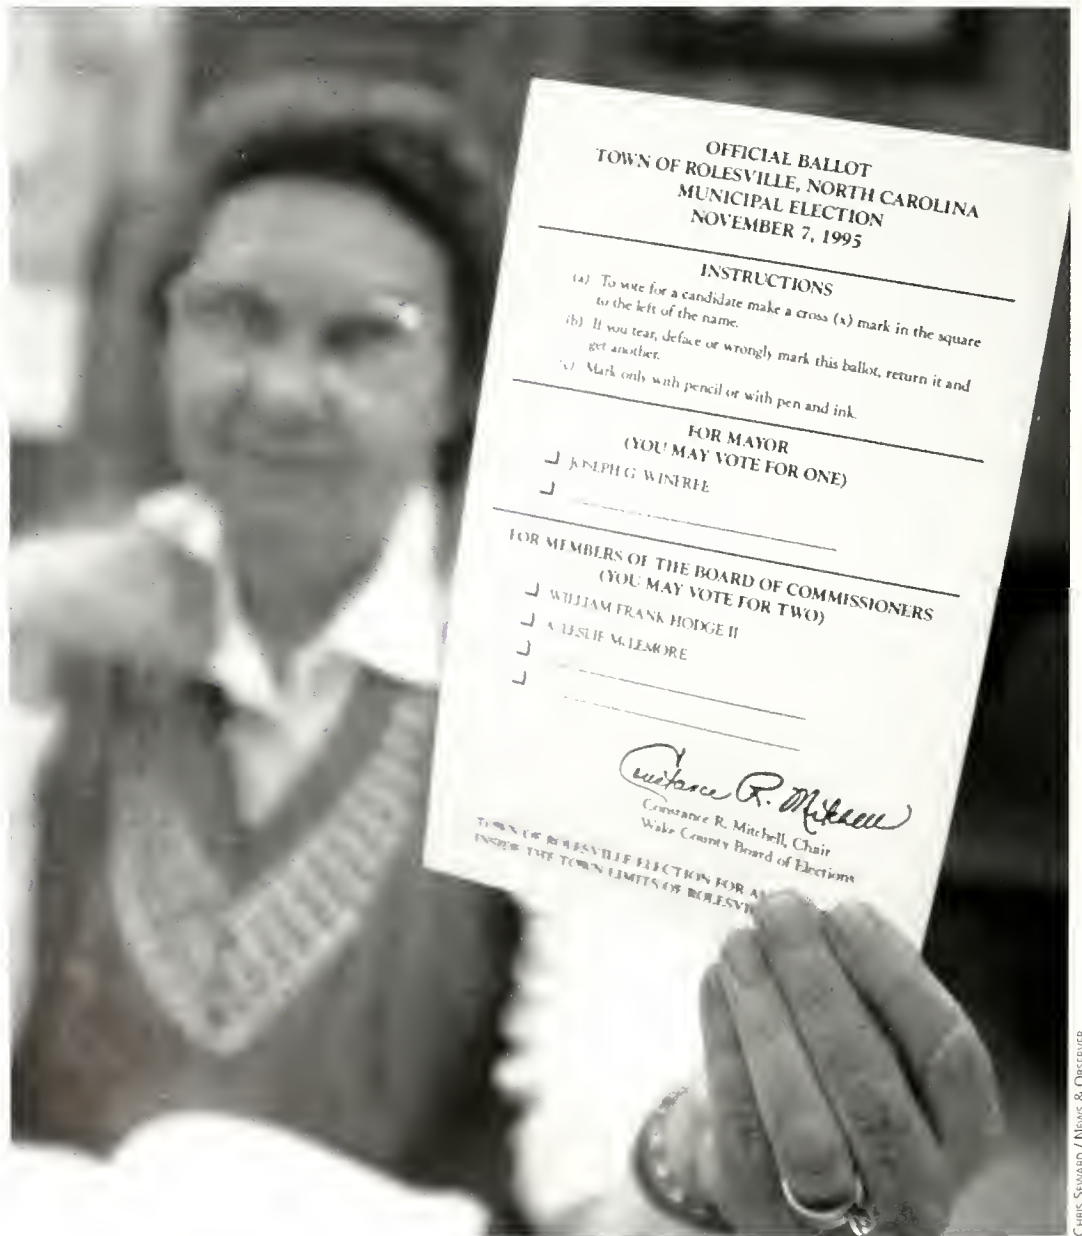 OFFICIAL BALLOT
TOWN OF ROLESVILLE, NORTH CAROLINA
MUNICIPAL ELECTION
NOVEMBER 7, 1995
INSTRUCTIONS
(a) To vote for a candidate make a cross (x) mark in the square
to the left of the name.
(b) If you tear, deface or wrongly mark this ballot, return it and
get another.
(c) Mark only with pencil or with pen and ink.
FOR MAYOR
(YOU MAY VOTE FOR ONE)
JOSEPH G. WINFREE
FOR MEMBERS OF THE BOARD OF COMMISSIONERS
(YOU MAY VOTE FOR TWO)
WILLIAM FRANK HODGE II
A. LESLIE McLEMORE
Constance R. Mitchell
Constance R. Mitchell, Chair
Wake County Board of Elections
TOWN OF ROLESVILLE ELECTION FOR
INSIDE THE TOWN LIMITS OF
CHRIS SEWARD / NEWS & OBSERVER